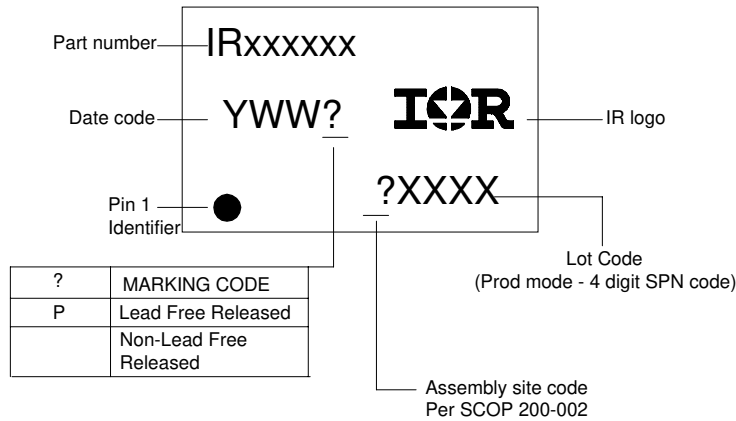 Part number
IRxxxxxx
Date code
YWW?
IOR
IR logo
?XXXX
Pin 1
Identifier
Lot Code
(Prod mode - 4 digit SPN code)
? MARKING CODE
P Lead Free Released
Non-Lead Free
Released
Assembly site code
Per SCOP 200-002